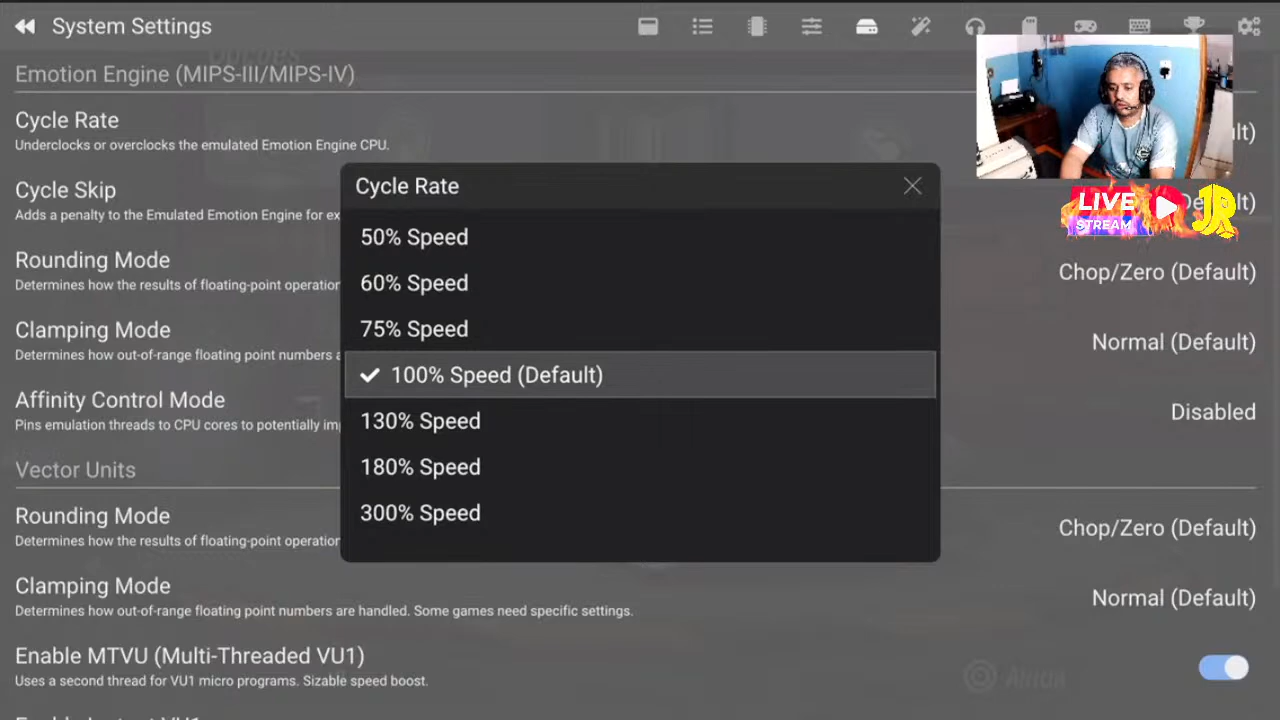 System Settings
Opções
Emotion Engine (MIPS-III/MIPS-IV)
Cycle Rate
Underclocks or overclocks the emulated Emotion Engine CPU.
Cycle Skip
Adds a penalty to the Emulated Emotion Engine for ex
Rounding Mode
Determines how the results of floating-point operation
Chop/Zero (Default)
Clamping Mode
Determines how out-of-range floating point numbers a
Normal (Default)
Affinity Control Mode
Pins emulation threads to CPU cores to potentially im
Disabled
Vector Units
Rounding Mode
Determines how the results of floating-point operation
Chop/Zero (Default)
Clamping Mode
Determines how out-of-range floating point numbers are handled. Some games need specific settings.
Normal (Default)
Enable MTVU (Multi-Threaded VU1)
Uses a second thread for VU1 micro programs. Sizable speed boost.
Cycle Rate
50% Speed
60% Speed
75% Speed
100% Speed (Default)
130% Speed
180% Speed
300% Speed
LIVE
STREAM
JR